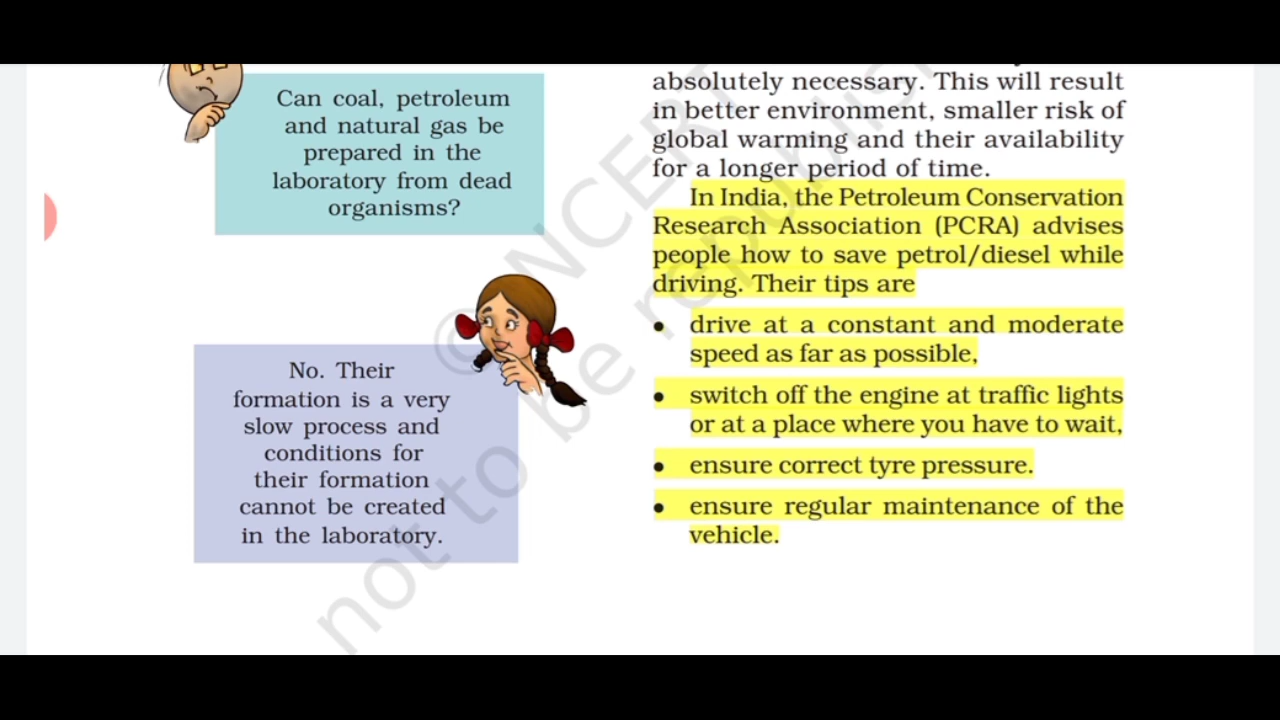 Can coal, petroleum
and natural gas be
prepared in the
laboratory from dead
organisms?
No. Their
formation is a very
slow process and
conditions for
their formation
cannot be created
in the laboratory.
absolutely necessary. This will result
in better environment, smaller risk of
global warming and their availability
for a longer period of time.
In India, the Petroleum Conservation
Research Association (PCRA) advises
people how to save petrol/diesel while
driving. Their tips are
• drive at a constant and moderate
speed as far as possible,
• switch off the engine at traffic lights
or at a place where you have to wait,
• ensure correct tyre pressure.
• ensure regular maintenance of the
vehicle.
© NCERT
not to be republis